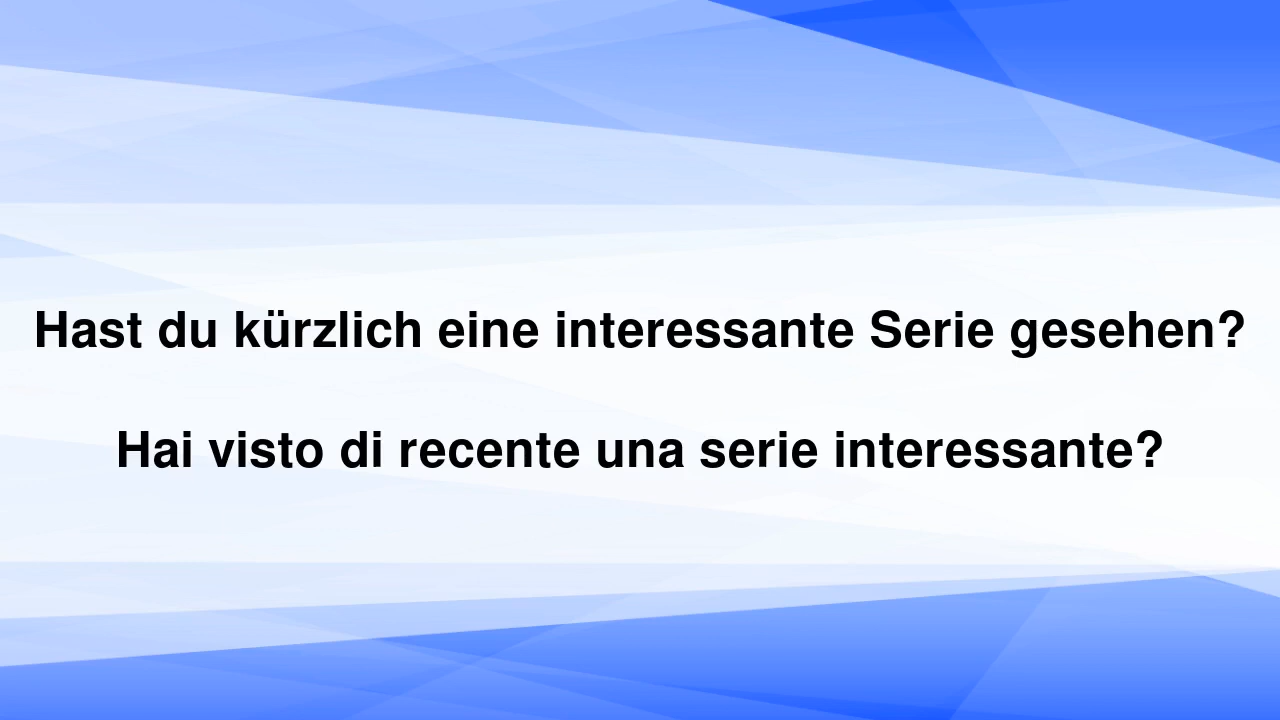 Hast du kürzlich eine interessante Serie gesehen?
Hai visto di recente una serie interessante?